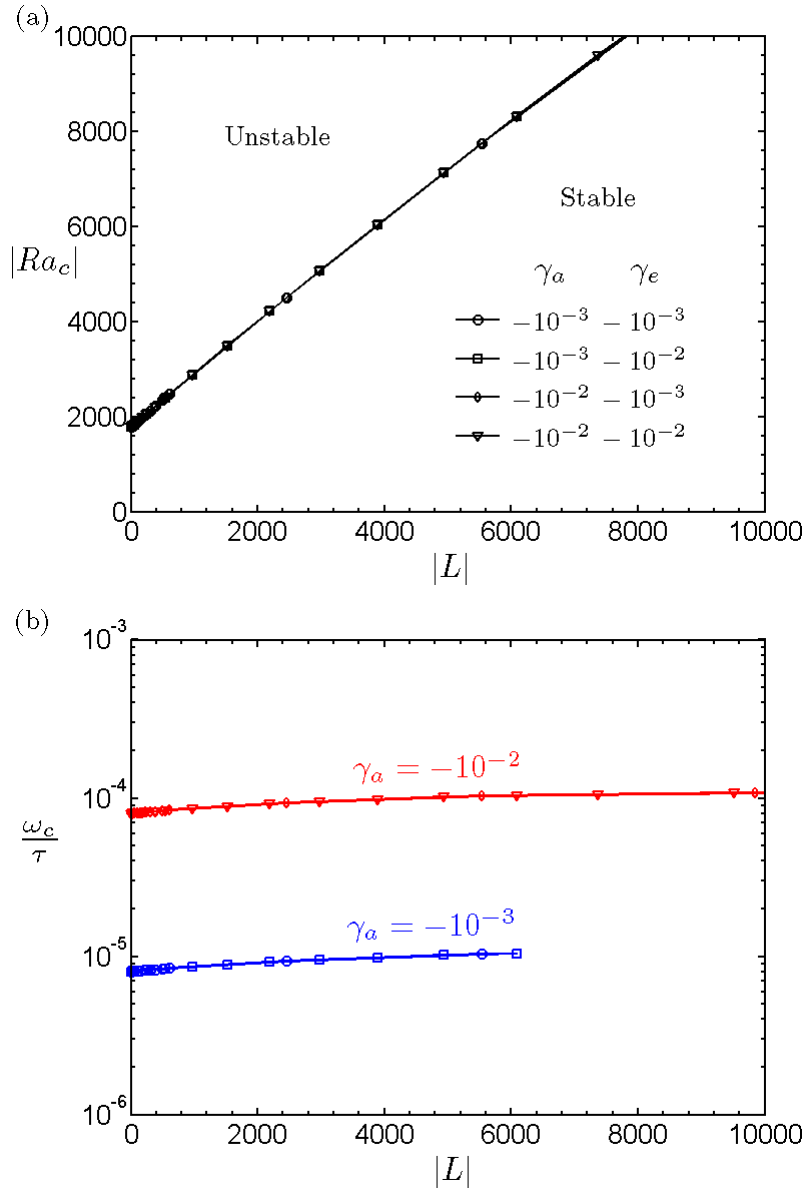 (a)
10000
8000
6000
4000
2000
0
|Ra_c|
Unstable
Stable
γ_a γ_e
−10^{-3} −10^{-3}
−10^{-3} −10^{-2}
−10^{-2} −10^{-3}
−10^{-2} −10^{-2}
0 2000 4000 6000 8000 10000
|L|
(b)
10^{-3}
10^{-4}
10^{-5}
10^{-6}
ω_c
τ
γ_a = −10^{-2}
γ_a = −10^{-3}
0 2000 4000 6000 8000 10000
|L|